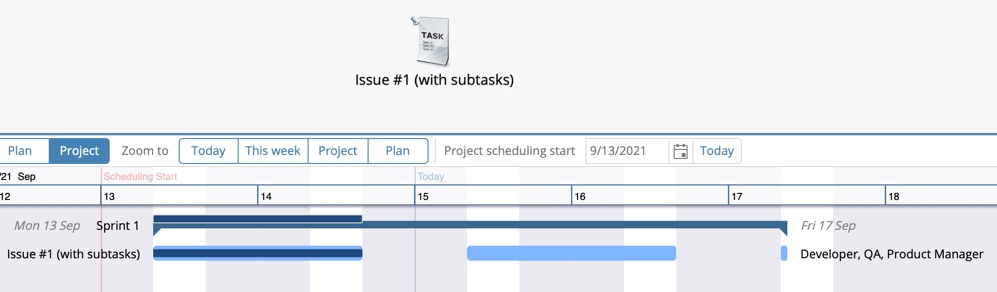 TASK
Issue #1 (with subtasks)
Plan Project Zoom to Today This week Project Plan Project scheduling start 9/13/2021 Today
'21 Sep Scheduling Start Today
12 13 14 15 16 17 18
Mon 13 Sep Sprint 1 Fri 17 Sep
Issue #1 (with subtasks) Developer, QA, Product Manager